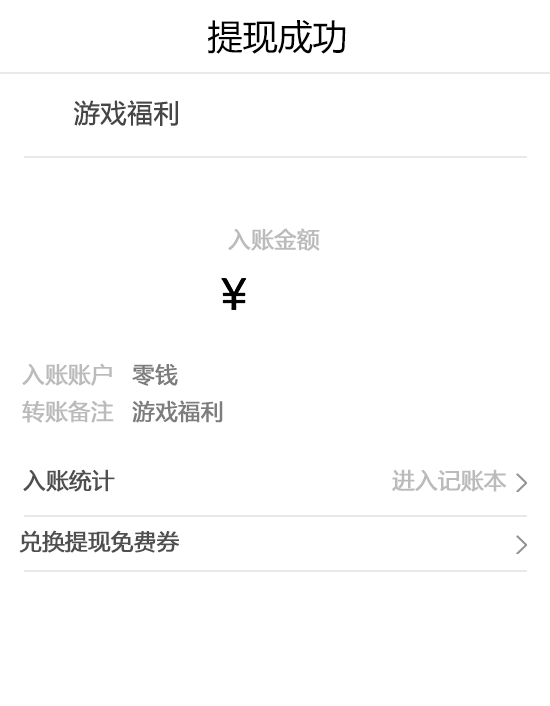 提现成功
游戏福利
入账金额
¥
入账账户 零钱
转账备注 游戏福利
入账统计 进入记账本
兑换提现免费券